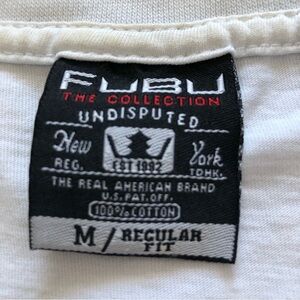 FUBU
THE COLLECTION
UNDISPUTED
New York
REG. EST 1992 TDMK.
THE REAL AMERICAN BRAND
U.S. PAT. OFF.
100% COTTON
M / REGULAR FIT